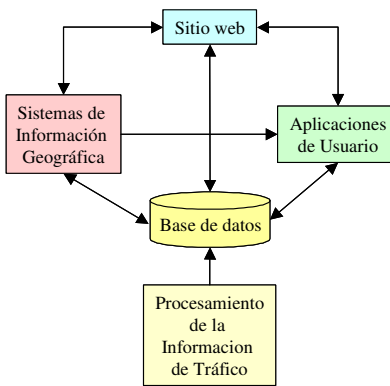 Sitio web
Sistemas de
Información
Geográfica
Aplicaciones
de Usuario
Base de datos
Procesamiento
de la
Informacion
de Tráfico